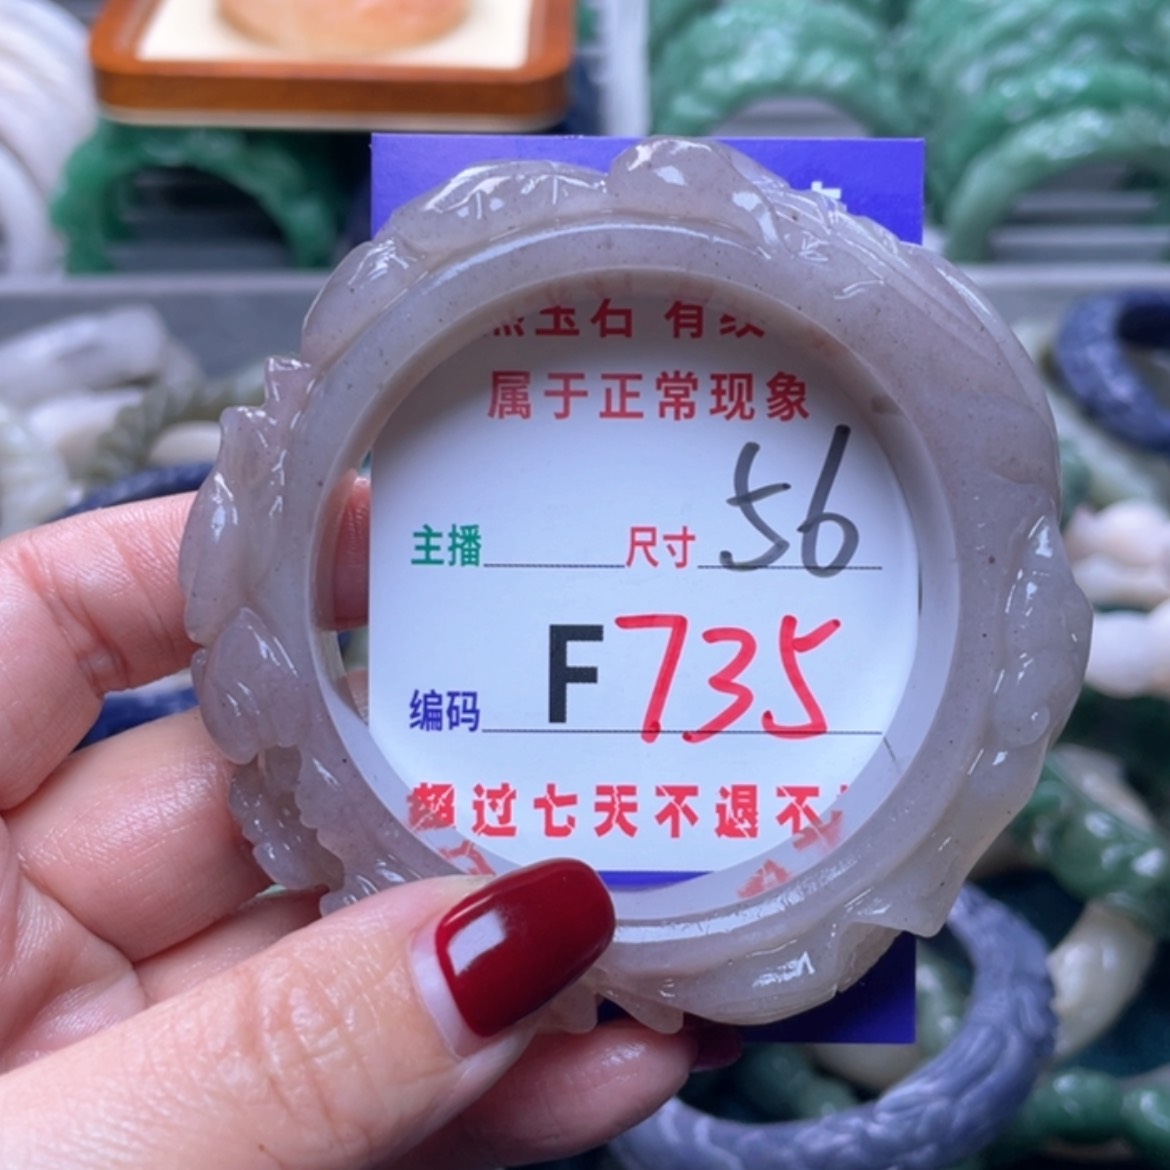 玉石 有纹
属于正常现象
主播 尺寸 56
编码 F735
超过七天不退不